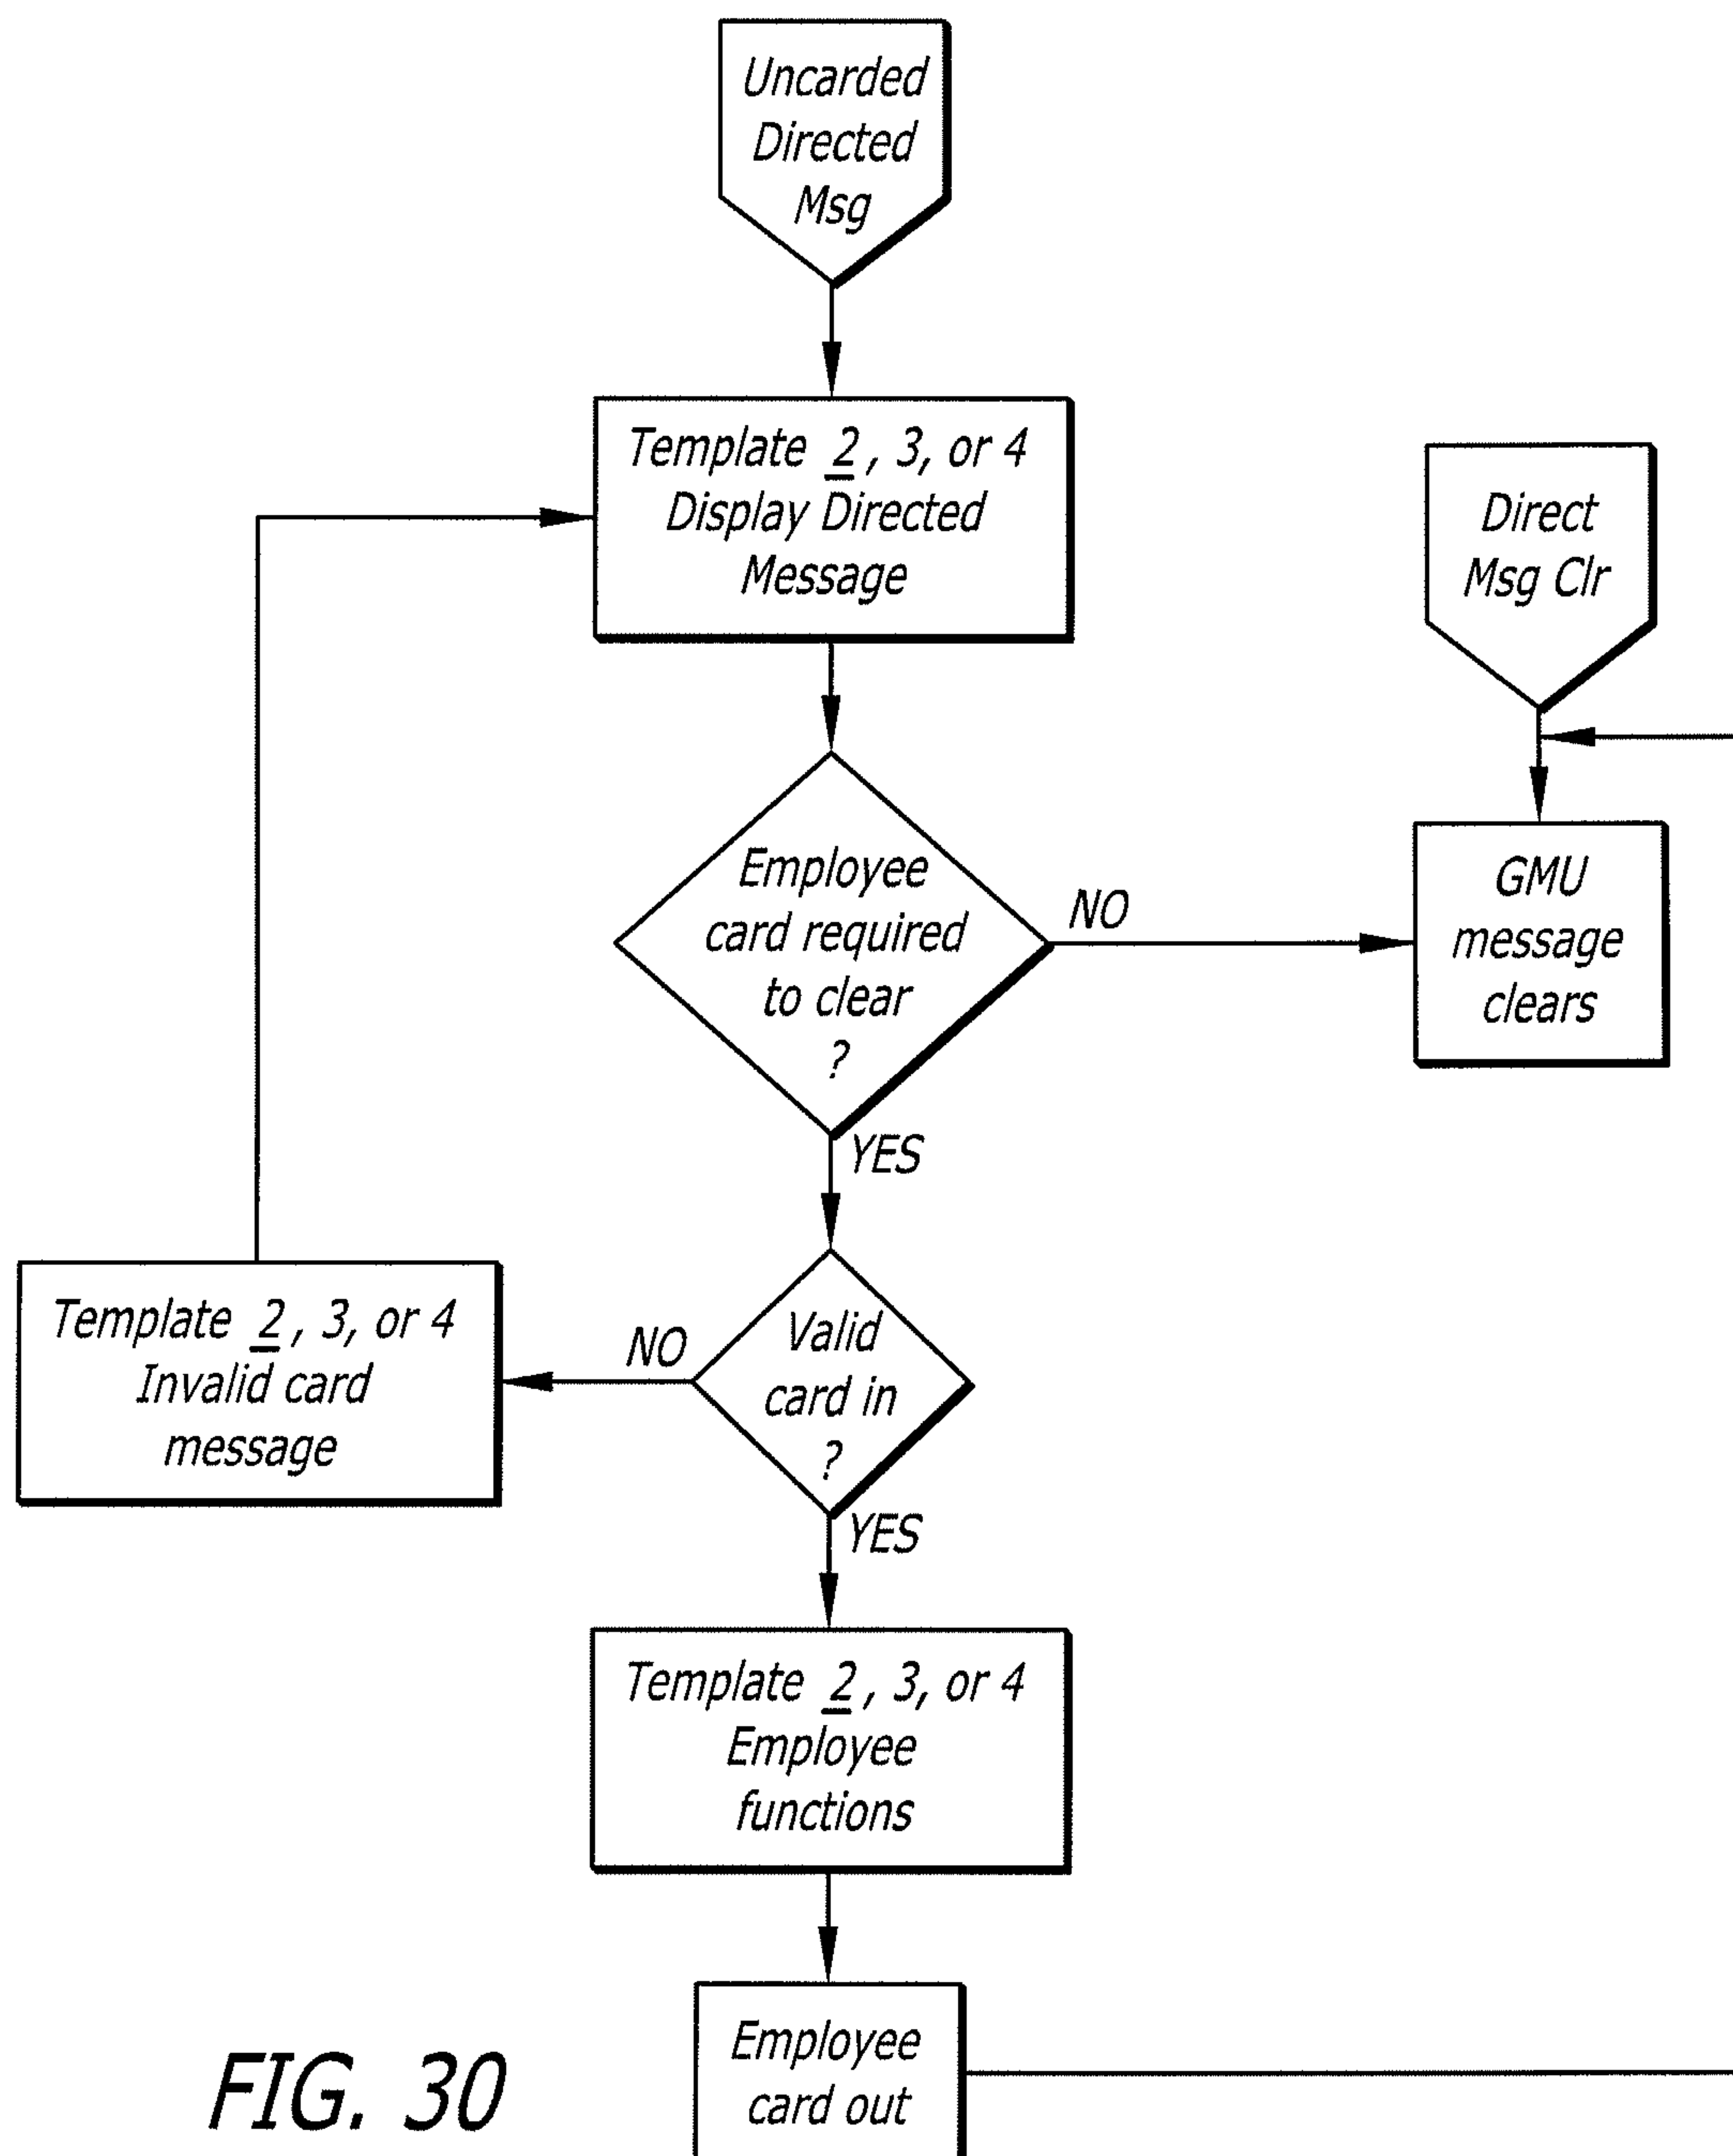 Uncarded
Directed
Msg
Template 2, 3, or 4
Display Directed
Message
Direct
Msg Clr
Employee
card required
to clear
?
NO
GMU
message
clears
YES
Template 2, 3, or 4
Invalid card
message
NO
Valid
card in
?
YES
Template 2, 3, or 4
Employee
functions
Employee
card out
FIG. 30